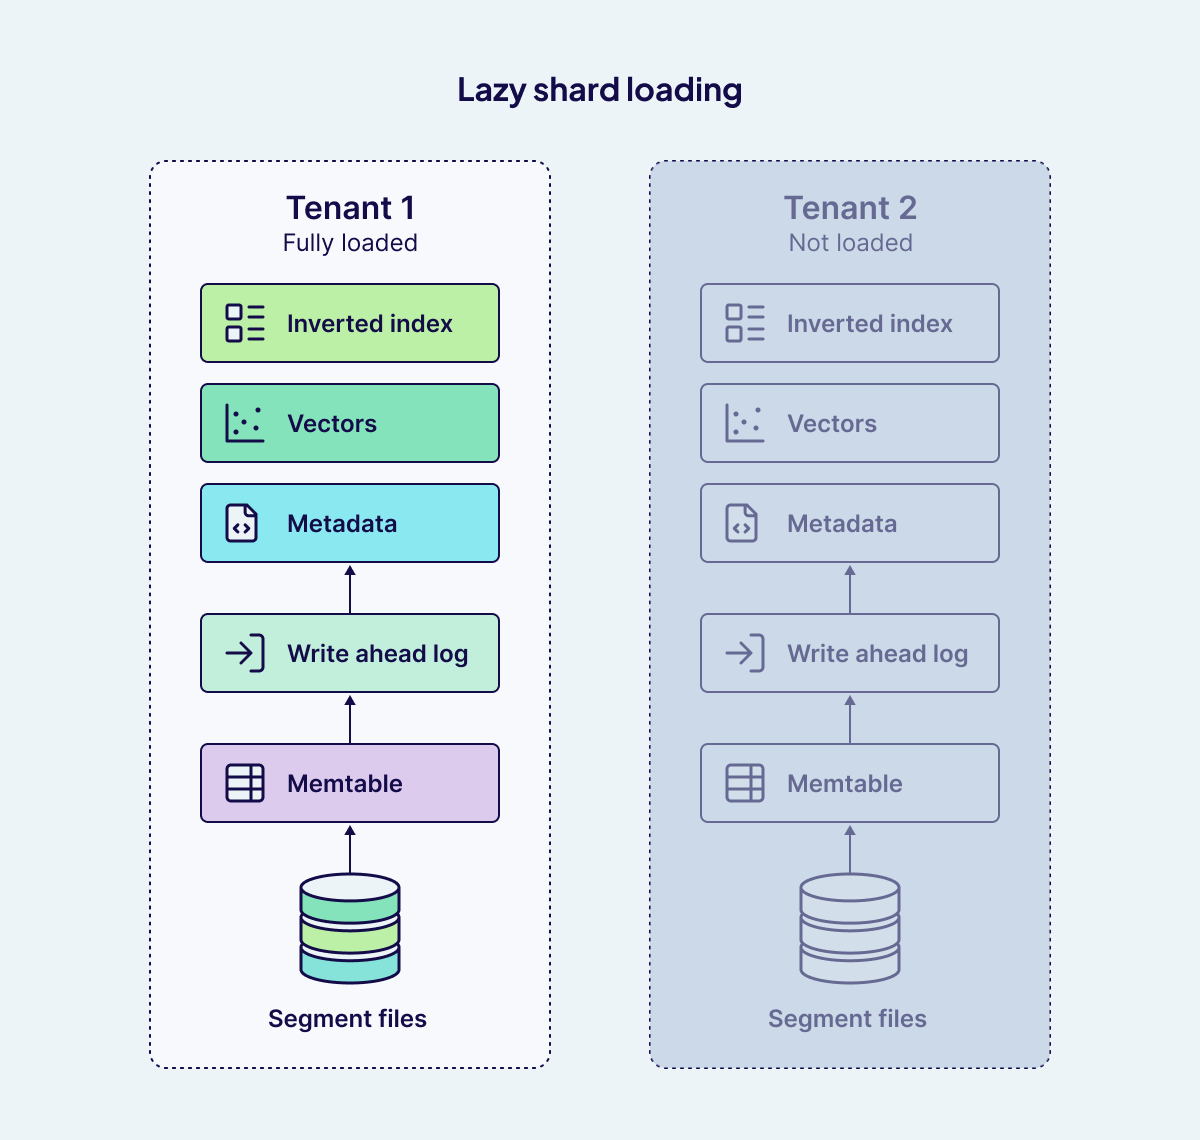 Lazy shard loading
Tenant 1
Fully loaded
Inverted index
Vectors
Metadata
Write ahead log
Memtable
Segment files
Tenant 2
Not loaded
Inverted index
Vectors
Metadata
Write ahead log
Memtable
Segment files